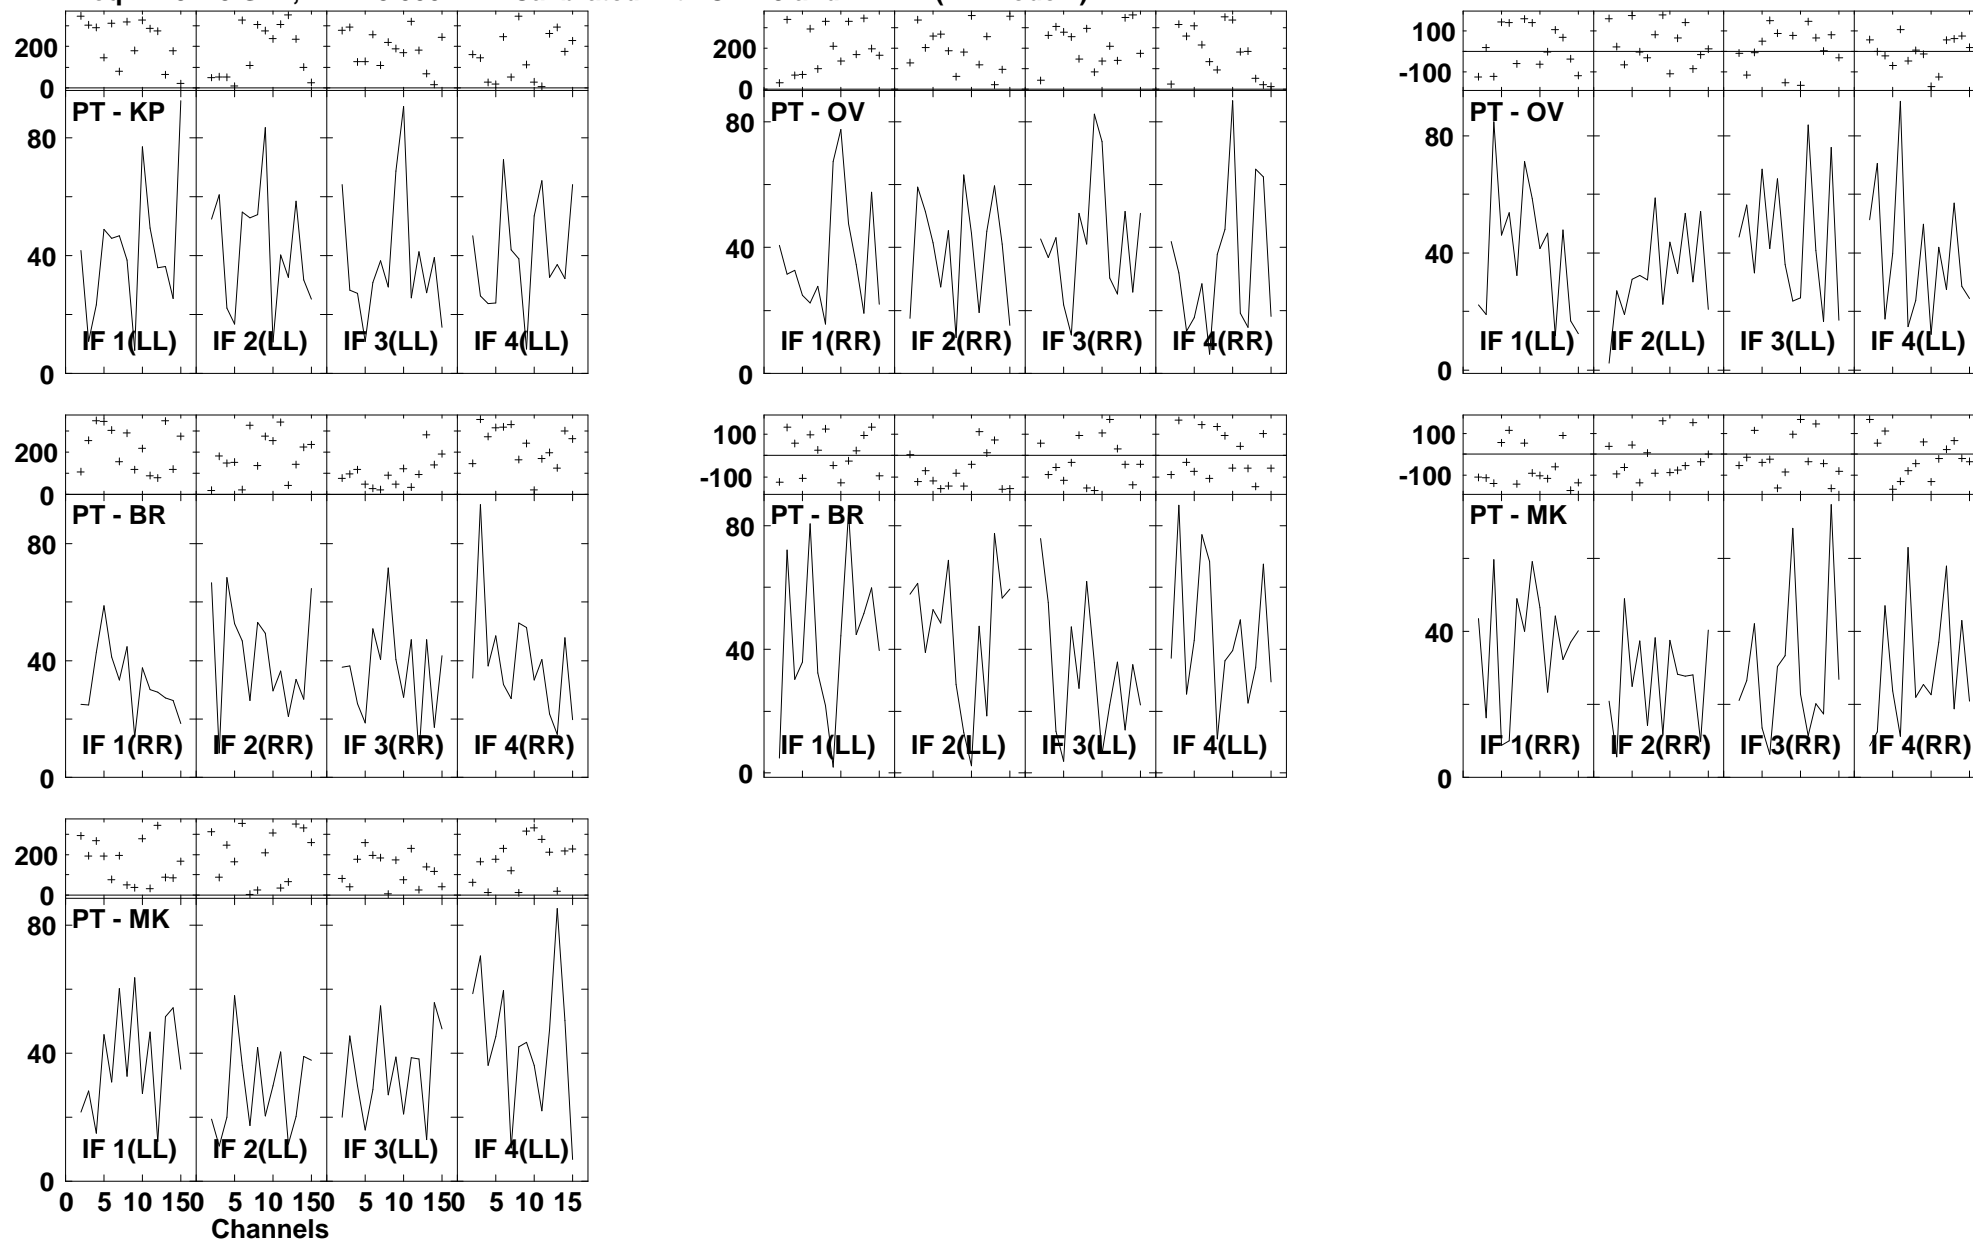 200
0
PT - KP
80
40
0
IF 1(LL) IF 2(LL) IF 3(LL) IF 4(LL)
200
0
PT - OV
80
40
0
IF 1(RR) IF 2(RR) IF 3(RR) IF 4(RR)
100
-100
PT - OV
80
40
0
IF 1(LL) IF 2(LL) IF 3(LL) IF 4(LL)
200
0
PT - BR
80
40
0
IF 1(RR) IF 2(RR) IF 3(RR) IF 4(RR)
100
-100
PT - BR
80
40
0
IF 1(LL) IF 2(LL) IF 3(LL) IF 4(LL)
100
-100
PT - MK
40
0
IF 1(RR) IF 2(RR) IF 3(RR) IF 4(RR)
200
0
PT - MK
80
40
0
IF 1(LL) IF 2(LL) IF 3(LL) IF 4(LL)
0 5 10 150 5 10 150 5 10 150 5 10 15
Channels